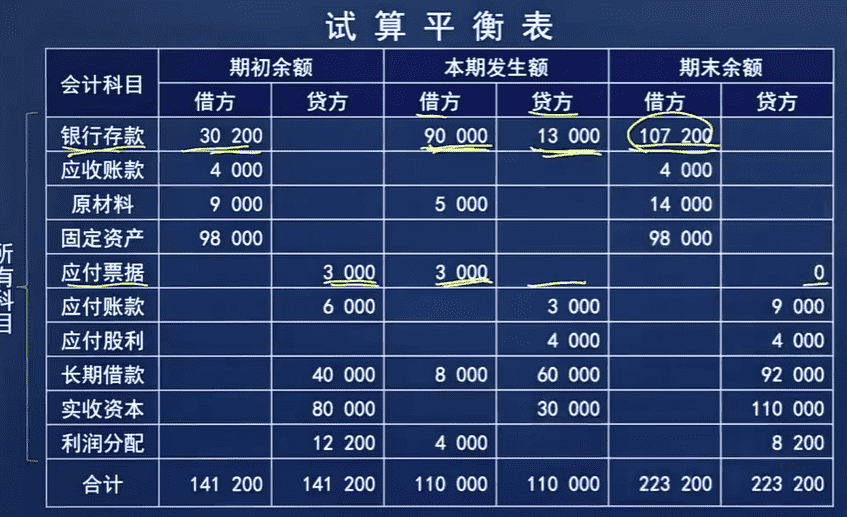 试算平衡表
会计科目 期初余额 本期发生额 期末余额
借方 贷方 借方 贷方 借方 贷方
银行存款 30 200 90 000 13 000 107 200
应收账款 4 000 4 000
原材料 9 000 5 000 14 000
固定资产 98 000 98 000
应付票据 3 000 3 000 0
应付账款 6 000 3 000 9 000
应付股利 4 000 4 000
长期借款 40 000 8 000 60 000 92 000
实收资本 80 000 30 000 110 000
利润分配 12 200 4 000 8 200
合计 141 200 141 200 110 000 110 000 223 200 223 200
所有科目